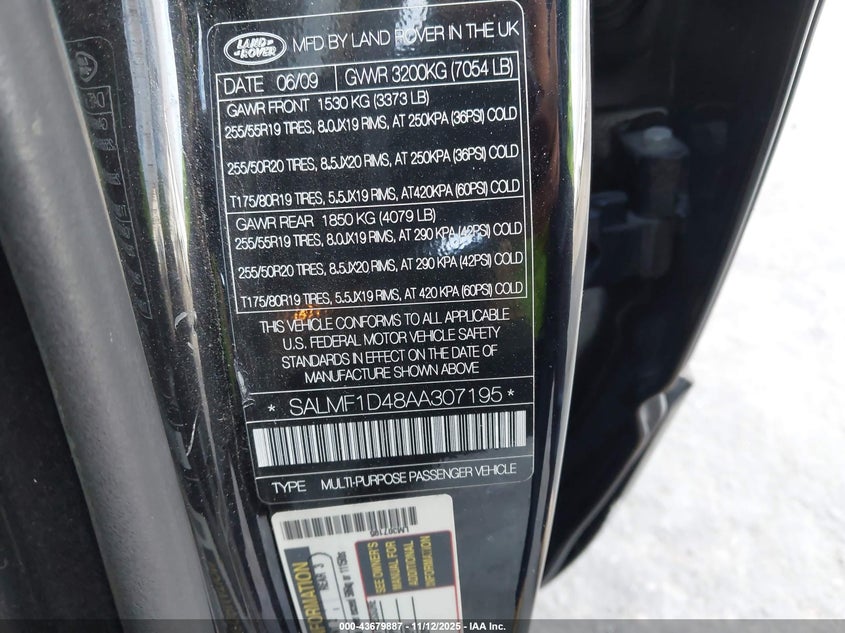 LAND ROVER
MFD BY LAND ROVER IN THE UK
DATE 06/09 GVWR 3200KG (7054 LB)
GAWR FRONT 1530 KG (3373 LB)
255/55R19 TIRES, 8.0JX19 RIMS, AT 250KPA (36PSI) COLD
255/50R20 TIRES, 8.5JX20 RIMS, AT 250KPA (36PSI) COLD
T175/80R19 TIRES, 5.5JX19 RIMS, AT420KPA (60PSI) COLD
GAWR REAR 1850 KG (4079 LB)
255/55R19 TIRES, 8.0JX19 RIMS, AT 290 KPA (42PSI) COLD
255/50R20 TIRES, 8.5JX20 RIMS, AT 290 KPA (42PSI) COLD
T175/80R19 TIRES, 5.5JX19 RIMS, AT 420 KPA (60PSI) COLD
THIS VEHICLE CONFORMS TO ALL APPLICABLE
U.S. FEDERAL MOTOR VEHICLE SAFETY
STANDARDS IN EFFECT ON THE DATE OF
MANUFACTURE SHOWN ABOVE
* SALMF1D48AA307195 *
TYPE MULTI-PURPOSE PASSENGER VEHICLE
LM307195
SEE OWNER'S
MANUAL FOR
ADDITIONAL
INFORMATION
REAR 3
000-43679887 - 11/12/2025 - IAA Inc.